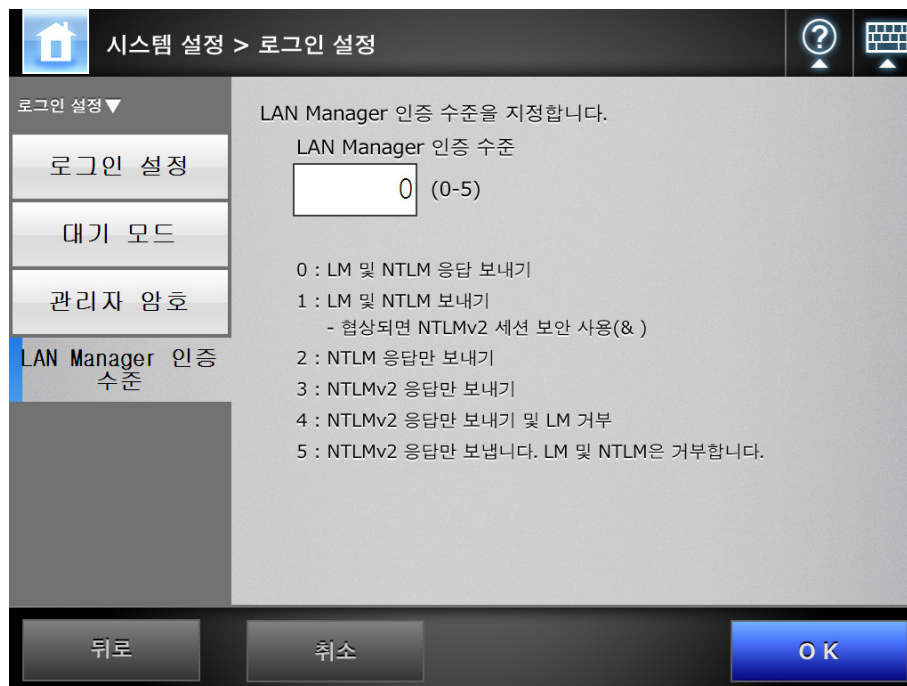 시스템 설정 > 로그인 설정
?
로그인 설정▼
로그인 설정
대기 모드
관리자 암호
LAN Manager 인증
수준
LAN Manager 인증 수준을 지정합니다.
LAN Manager 인증 수준
0 (0-5)
0 : LM 및 NTLM 응답 보내기
1 : LM 및 NTLM 보내기
- 협상되면 NTLMv2 세션 보안 사용(& )
2 : NTLM 응답만 보내기
3 : NTLMv2 응답만 보내기
4 : NTLMv2 응답만 보내기 및 LM 거부
5 : NTLMv2 응답만 보냅니다. LM 및 NTLM은 거부합니다.
뒤로
취소
OK